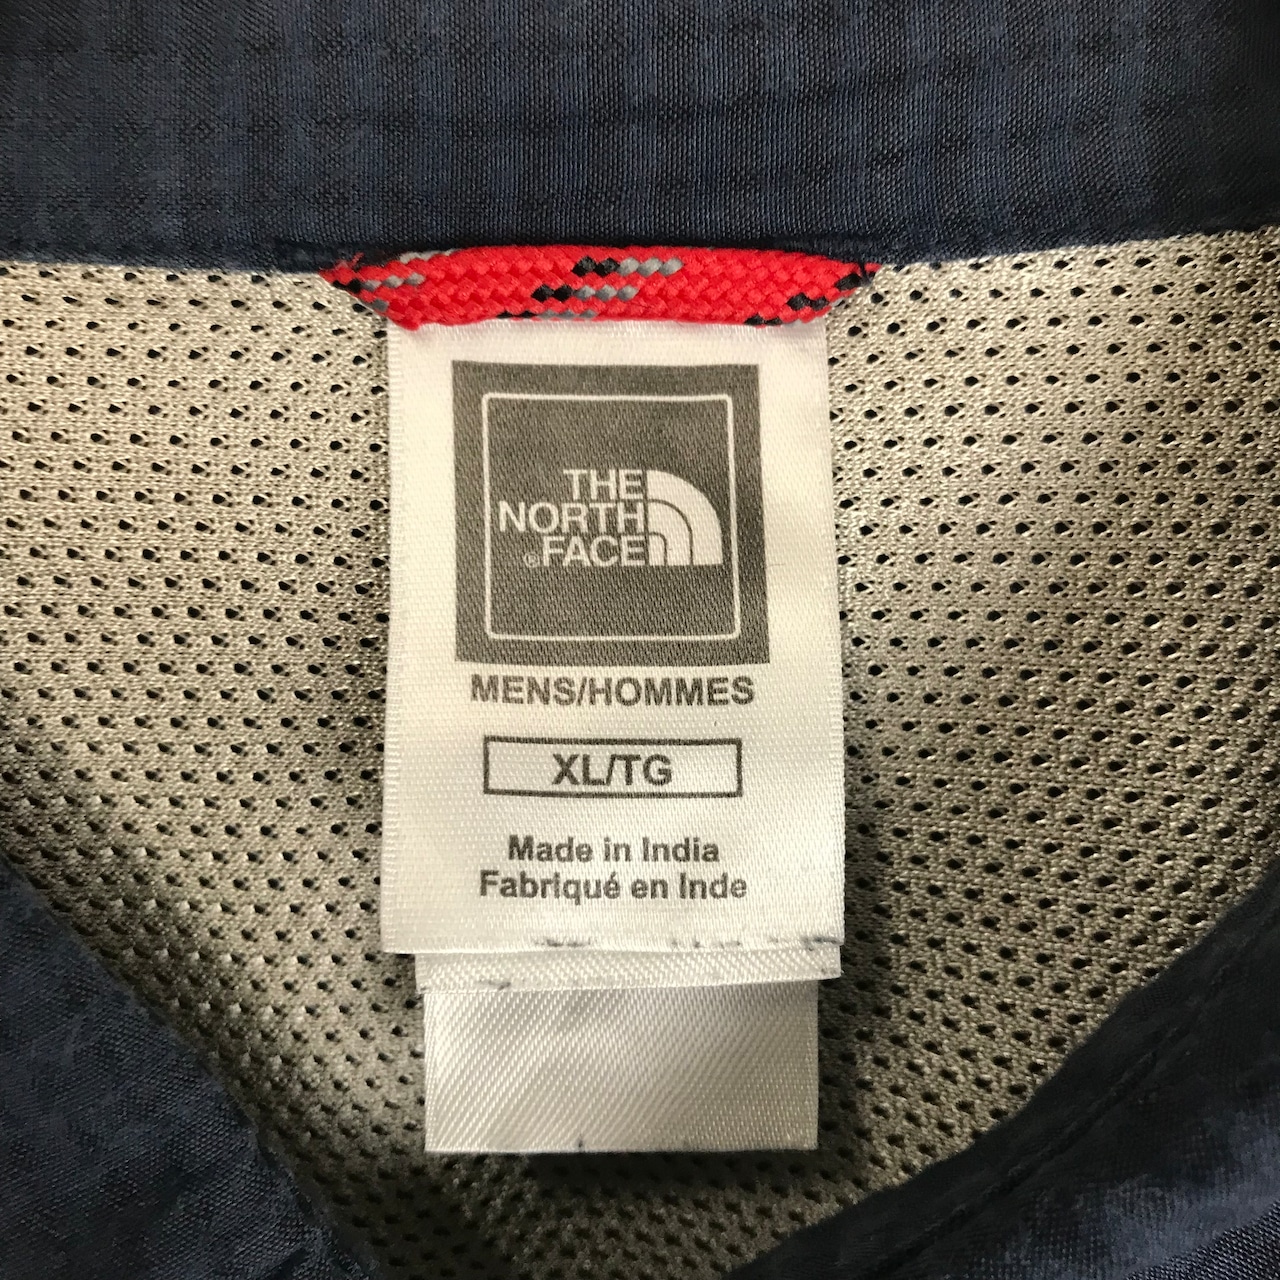 THE
NORTH
®FACE
MENS/HOMMES
XL/TG
Made in India
Fabriqué en Inde